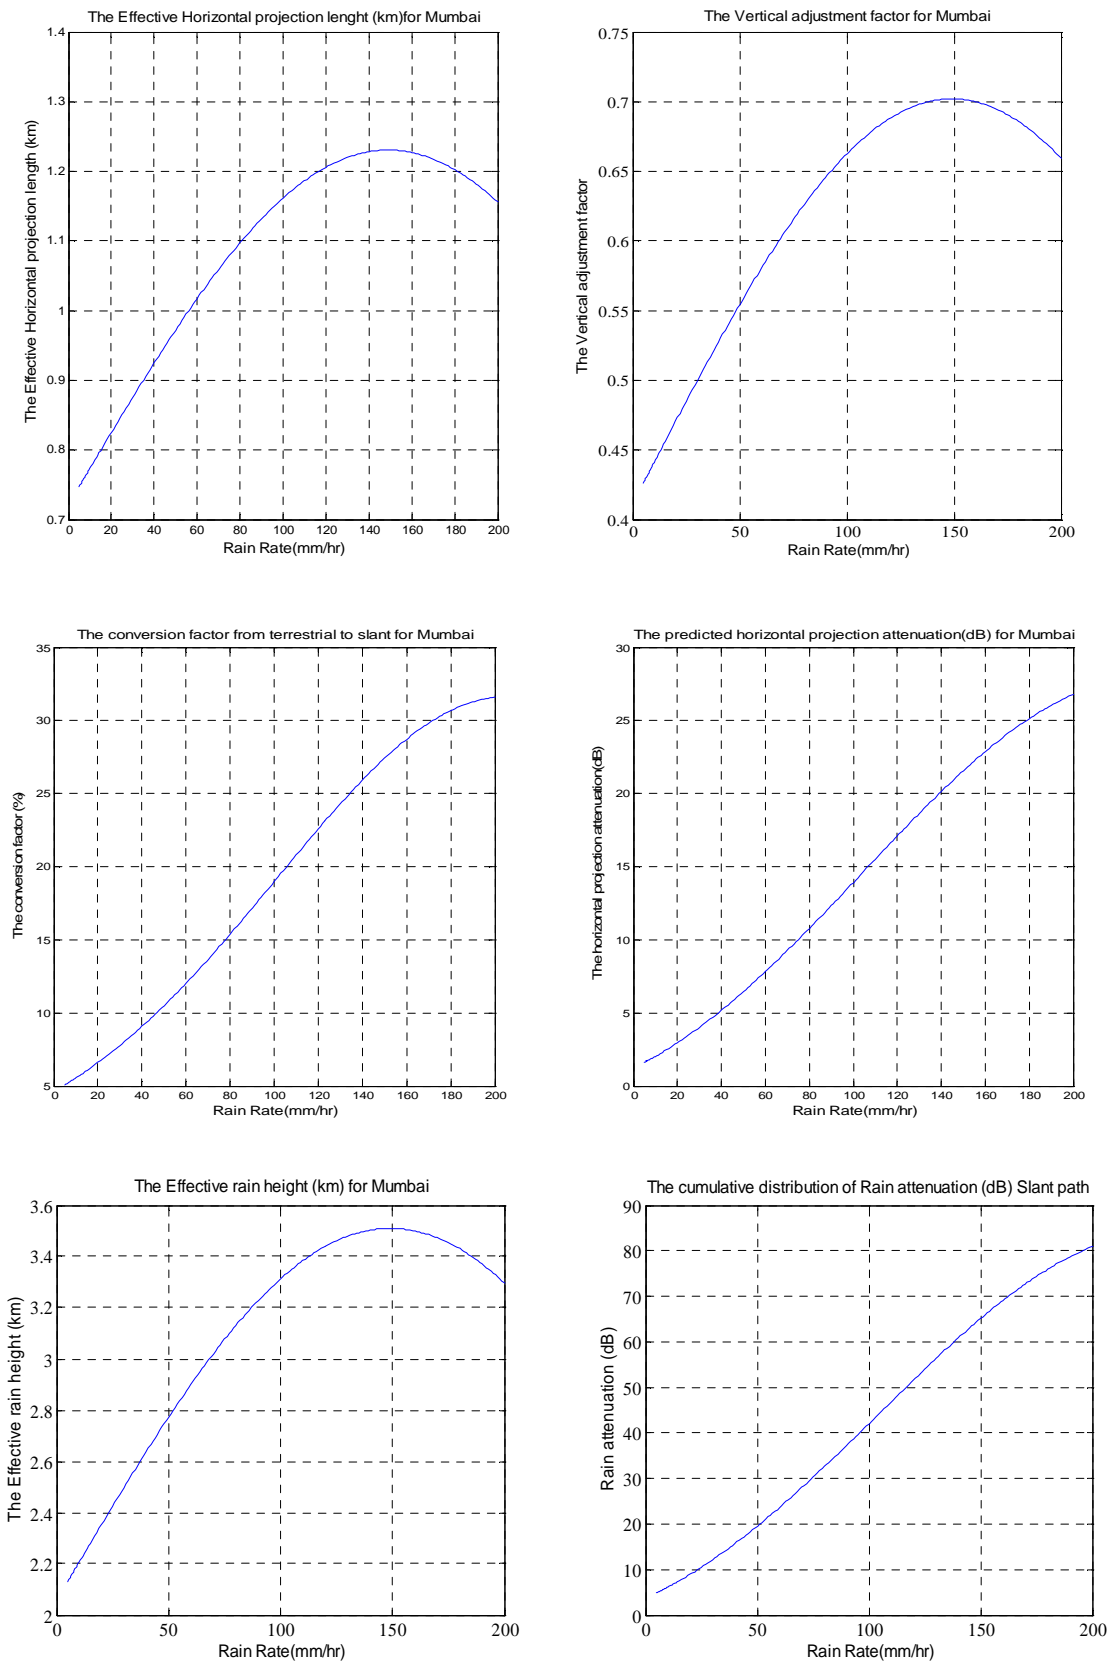 The Effective Horizontal projection lenght (km)for Mumbai
1.4
1.3
1.2
1.1
1
0.9
0.8
0.7
The Effective Horizontal projection length (km)
0 20 40 60 80 100 120 140 160 180 200
Rain Rate(mm/hr)
The Vertical adjustment factor for Mumbai
0.75
0.7
0.65
0.6
0.55
0.5
0.45
0.4
The Vertical adjustment factor
0 50 100 150 200
Rain Rate(mm/hr)
The conversion factor from terrestrial to slant for Mumbai
35
30
25
20
15
10
5
The conversion factor (%)
0 20 40 60 80 100 120 140 160 180 200
Rain Rate(mm/hr)
The predicted horizontal projection attenuation(dB) for Mumbai
30
25
20
15
10
5
0
The horizontal projection attenuation(dB)
0 20 40 60 80 100 120 140 160 180 200
Rain Rate(mm/hr)
The Effective rain height (km) for Mumbai
3.6
3.4
3.2
3
2.8
2.6
2.4
2.2
2
The Effective rain height (km)
0 50 100 150 200
Rain Rate(mm/hr)
The cumulative distribution of Rain attenuation (dB) Slant path
90
80
70
60
50
40
30
20
10
0
Rain attenuation (dB)
0 50 100 150 200
Rain Rate(mm/hr)